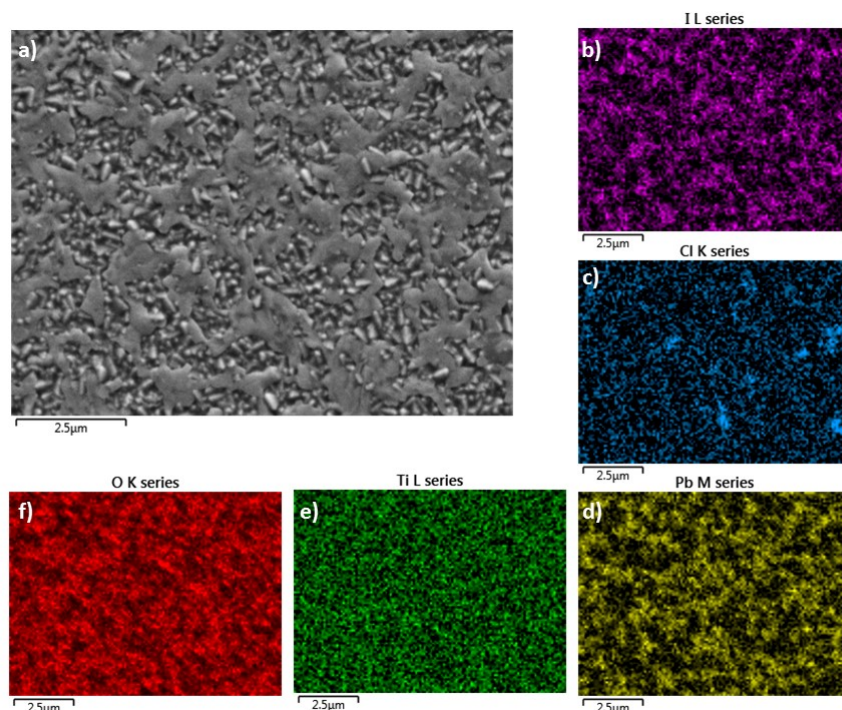 a)
2.5µm
I L series
b)
2.5µm
Cl K series
c)
2.5µm
O K series
f)
2.5µm
Ti L series
e)
2.5µm
Pb M series
d)
2.5µm